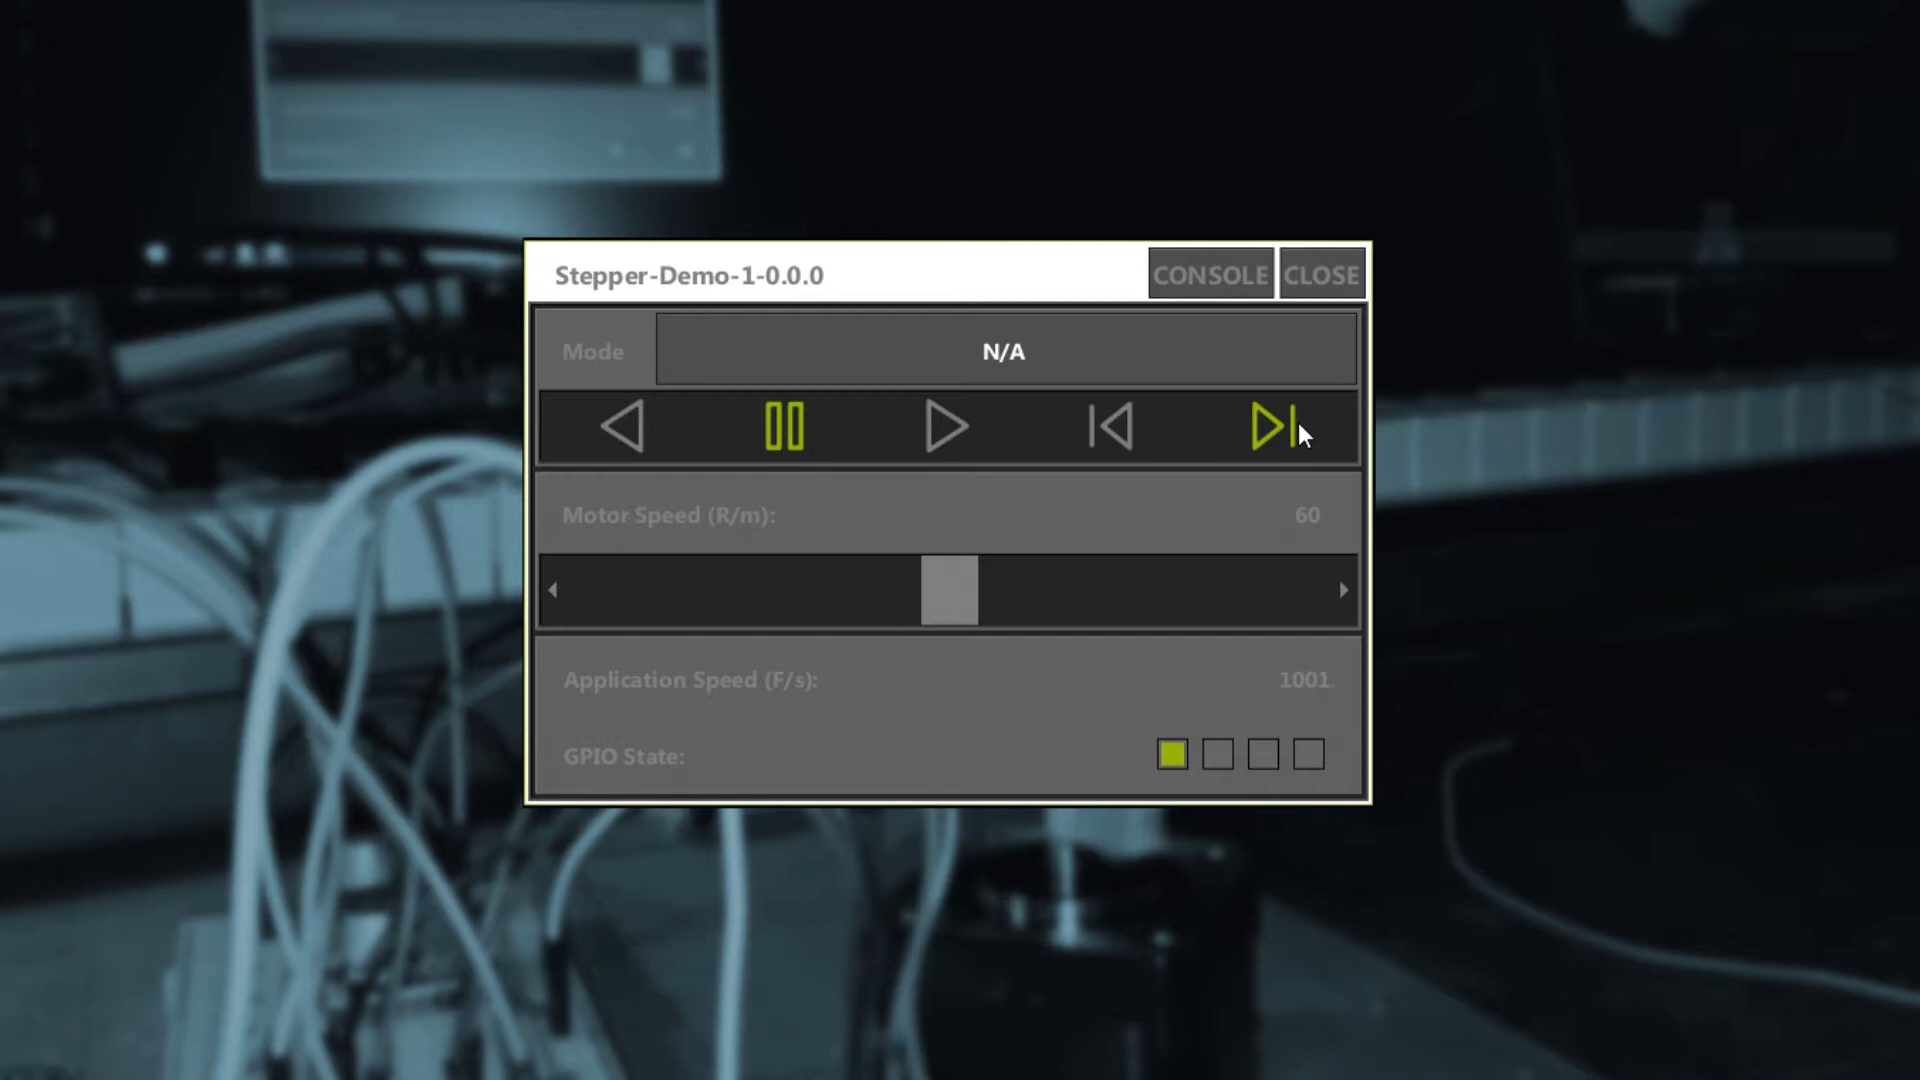 Stepper-Demo-1-0.0.0 CONSOLE CLOSE
Mode N/A
Motor Speed (R/m): 60
Application Speed (F/s): 1001
GPIO State: